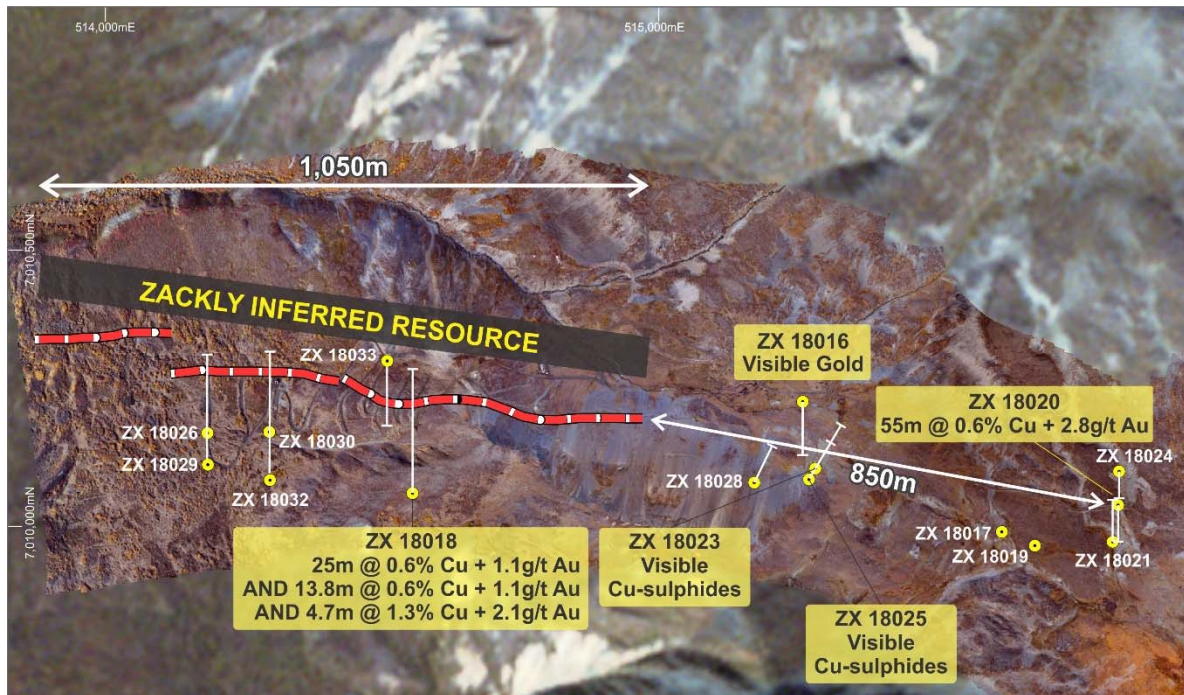 514,000mE
515,000mE
1,050m
7,010,500mN
ZACKLY INFERRED RESOURCE
ZX 18033
ZX 18016
Visible Gold
ZX 18020
55m @ 0.6% Cu + 2.8g/t Au
ZX 18026
ZX 18030
ZX 18029
ZX 18032
ZX 18024
850m
ZX 18028
7,010,000mN
ZX 18017
ZX 18019
ZX 18021
ZX 18018
25m @ 0.6% Cu + 1.1g/t Au
AND 13.8m @ 0.6% Cu + 1.1g/t Au
AND 4.7m @ 1.3% Cu + 2.1g/t Au
ZX 18023
Visible
Cu-sulphides
ZX 18025
Visible
Cu-sulphides